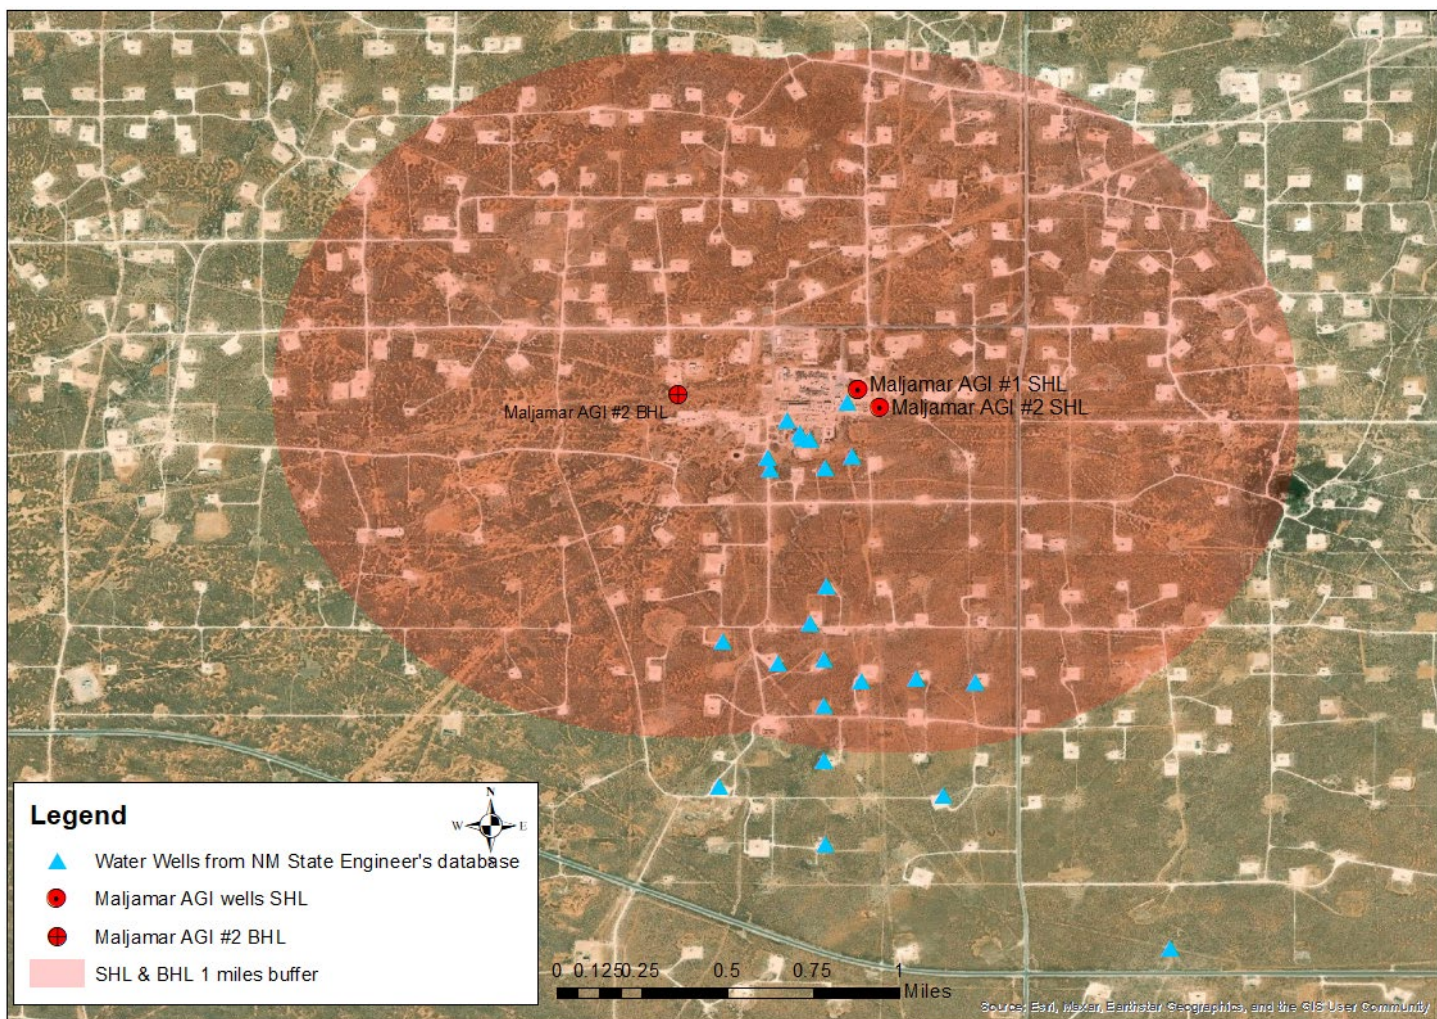 Maljamar AGI #1 SHL
Maljamar AGI #2 SHL
Maljamar AGI #2 BHL
Legend
N
W E
S
Water Wells from NM State Engineer's database
Maljamar AGI wells SHL
Maljamar AGI #2 BHL
SHL & BHL 1 miles buffer
0 0.125 0.25 0.5 0.75 1
Miles
Source: Esri, Maxar, Earthstar Geographics, and the GIS User Community